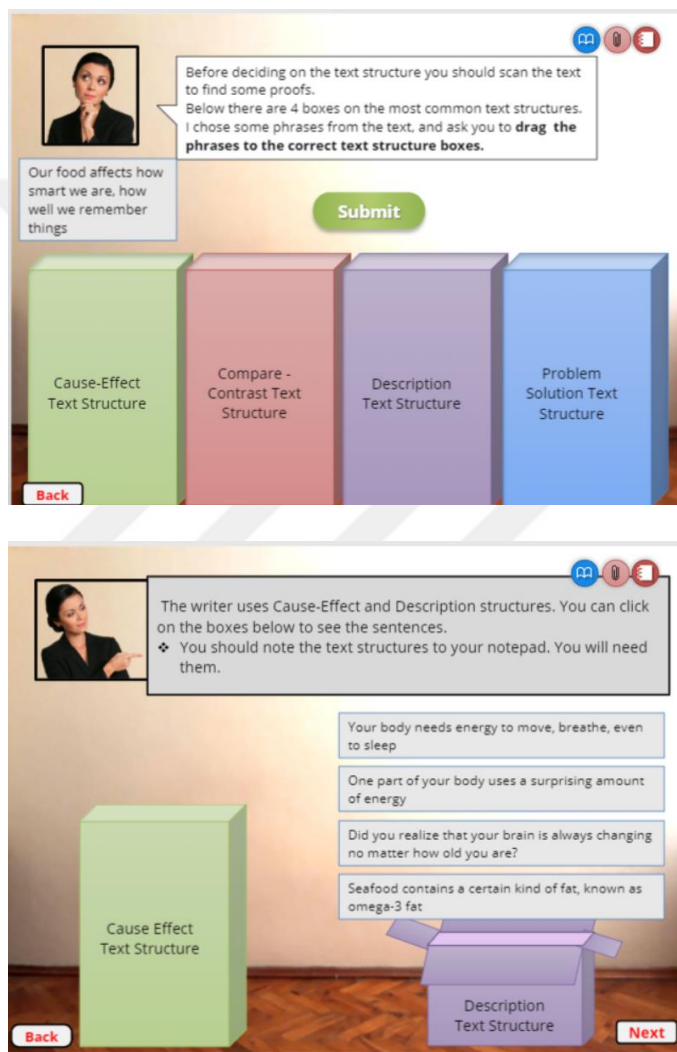 Before deciding on the text structure you should scan the text
to find some proofs.
Below there are 4 boxes on the most common text structures.
I chose some phrases from the text, and ask you to drag the
phrases to the correct text structure boxes.
Our food affects how
smart we are, how
well we remember
things
Submit
Cause-Effect
Text Structure
Compare -
Contrast Text
Structure
Description
Text Structure
Problem
Solution Text
Structure
Back
The writer uses Cause-Effect and Description structures. You can click
on the boxes below to see the sentences.
❖ You should note the text structures to your notepad. You will need
them.
Your body needs energy to move, breathe, even
to sleep
One part of your body uses a surprising amount
of energy
Did you realize that your brain is always changing
no matter how old you are?
Seafood contains a certain kind of fat, known as
omega-3 fat
Cause Effect
Text Structure
Description
Text Structure
Back
Next